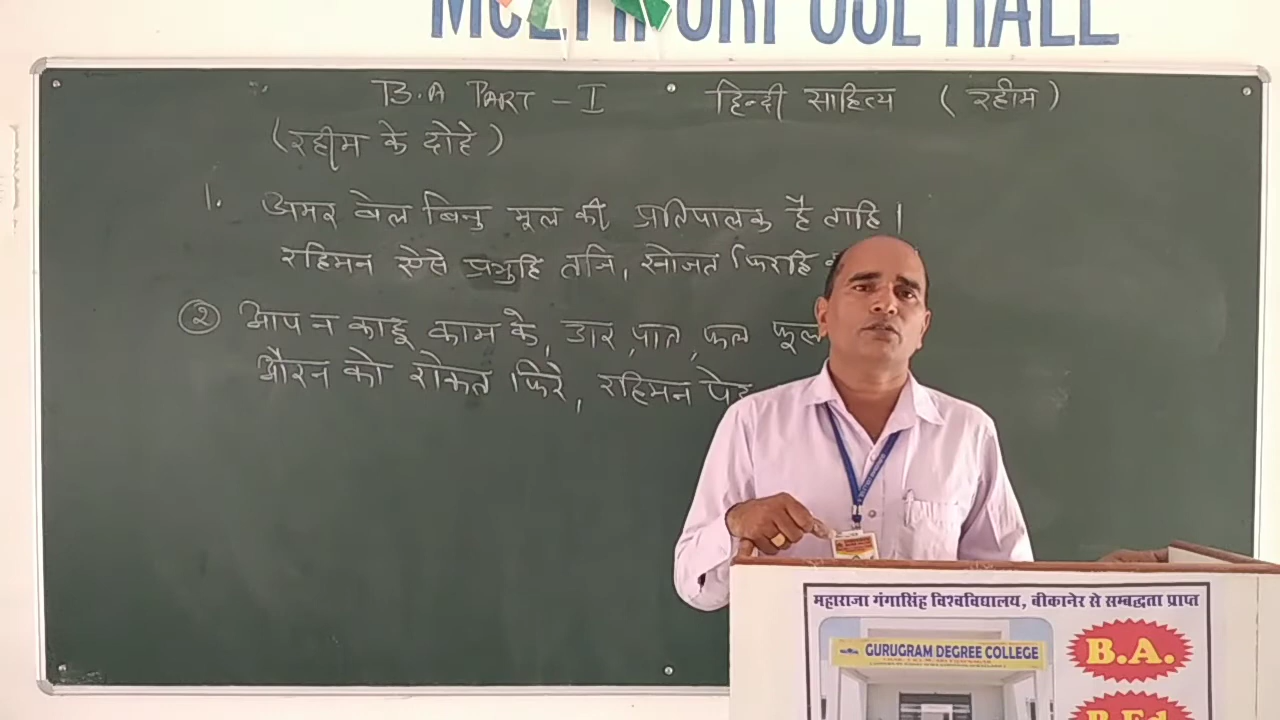 MULTIPURPOSE HALL
B.A PART - I हिन्दी साहित्य (रहीम)
(रहीम के दोहे)
1. अमर बेल बिनु मूल की प्रतिपालक है ताहि।
रहिमन ऐसे प्रभुहि तजि, खोजत फिरहि
② आप न काहू काम के, डार, पात, फल फूल
औरन को रोकत फिरै, रहिमन पेड़
महाराजा गंगासिंह विश्वविद्यालय, बीकानेर से सम्बद्धता प्राप्त
GURUGRAM DEGREE COLLEGE
B.A.
B.Ed